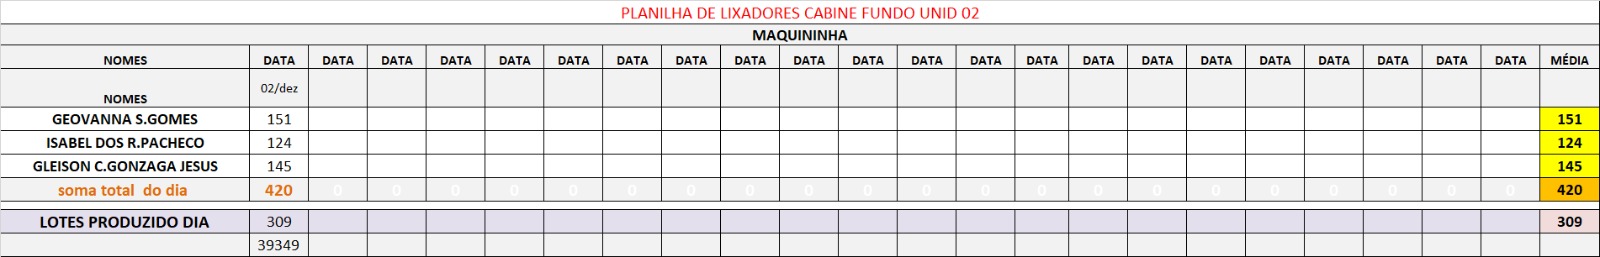 PLANILHA DE LIXADORES CABINE FUNDO UNID 02
MAQUININHA
NOMES DATA DATA DATA DATA DATA DATA DATA DATA DATA DATA DATA DATA DATA DATA DATA DATA DATA DATA DATA DATA DATA DATA MÉDIA
NOMES 02/dez
GEOVANNA S.GOMES 151 151
ISABEL DOS R.PACHECO 124 124
GLEISON C.GONZAGA JESUS 145 145
soma total do dia 420 0 0 0 0 0 0 0 0 0 0 0 0 0 0 0 0 0 0 0 0 0 420
LOTES PRODUZIDO DIA 309 309
39349